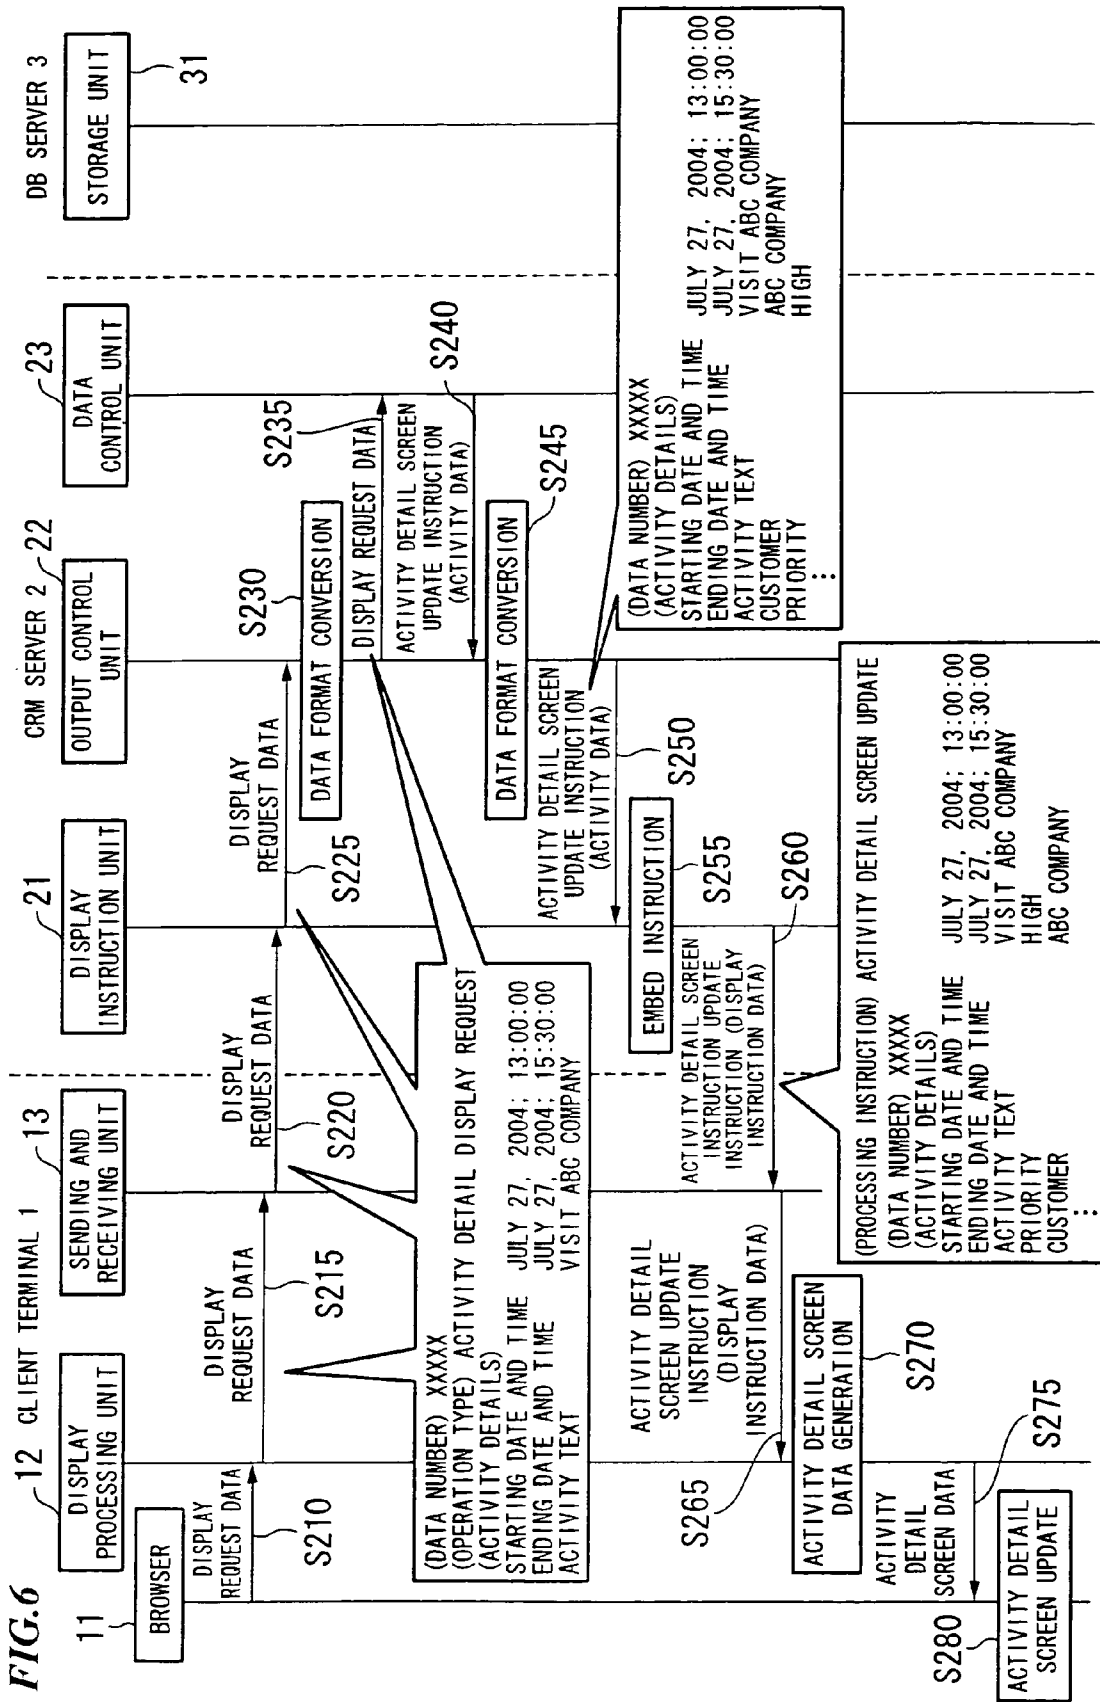 FIG.6
11
BROWSER
12
CLIENT TERMINAL 1
DISPLAY
PROCESSING UNIT
13
SENDING AND
RECEIVING UNIT
21
DISPLAY
INSTRUCTION UNIT
CRM SERVER 2
22
OUTPUT CONTROL
UNIT
23
DATA
CONTROL UNIT
DB SERVER 3
STORAGE UNIT
31
DISPLAY
REQUEST DATA
S210
DISPLAY
REQUEST DATA
S215
DISPLAY
REQUEST DATA
S220
DISPLAY
REQUEST DATA
S225
S230
DATA FORMAT CONVERSION
DISPLAY REQUEST DATA
S235
ACTIVITY DETAIL SCREEN
UPDATE INSTRUCTION
(ACTIVITY DATA)
S240
DATA FORMAT CONVERSION
S245
(DATA NUMBER) XXXXX
(OPERATION TYPE) ACTIVITY DETAIL DISPLAY REQUEST
(ACTIVITY DETAILS)
STARTING DATE AND TIME JULY 27, 2004; 13:00:00
ENDING DATE AND TIME JULY 27, 2004; 15:30:00
ACTIVITY TEXT VISIT ABC COMPANY
ACTIVITY DETAIL SCREEN
UPDATE INSTRUCTION
(ACTIVITY DATA)
S250
(DATA NUMBER) XXXXX
(ACTIVITY DETAILS)
STARTING DATE AND TIME JULY 27, 2004; 13:00:00
ENDING DATE AND TIME JULY 27, 2004; 15:30:00
ACTIVITY TEXT VISIT ABC COMPANY
CUSTOMER ABC COMPANY
PRIORITY HIGH
⋮
EMBED INSTRUCTION
S255
ACTIVITY DETAIL SCREEN
INSTRUCTION UPDATE
INSTRUCTION (DISPLAY
INSTRUCTION DATA)
S260
ACTIVITY DETAIL
SCREEN UPDATE
INSTRUCTION
(DISPLAY
INSTRUCTION DATA)
S265
ACTIVITY DETAIL SCREEN
DATA GENERATION
S270
(PROCESSING INSTRUCTION) ACTIVITY DETAIL SCREEN UPDATE
(DATA NUMBER) XXXXX
(ACTIVITY DETAILS)
STARTING DATE AND TIME JULY 27, 2004; 13:00:00
ENDING DATE AND TIME JULY 27, 2004; 15:30:00
ACTIVITY TEXT VISIT ABC COMPANY
PRIORITY HIGH
CUSTOMER ABC COMPANY
⋮
ACTIVITY
DETAIL
SCREEN DATA
S275
S280
ACTIVITY DETAIL
SCREEN UPDATE